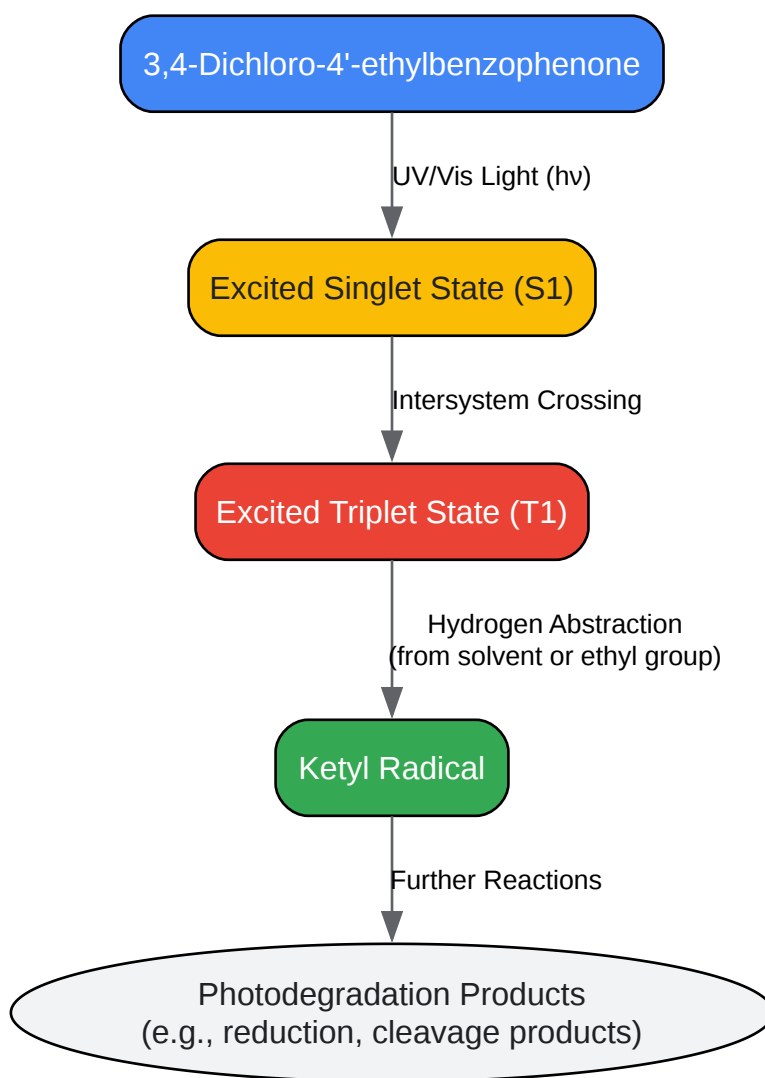 3,4-Dichloro-4'-ethylbenzophenone
UV/Vis Light (hν)
Excited Singlet State (S1)
Intersystem Crossing
Excited Triplet State (T1)
Hydrogen Abstraction
(from solvent or ethyl group)
Ketyl Radical
Further Reactions
Photodegradation Products
(e.g., reduction, cleavage products)